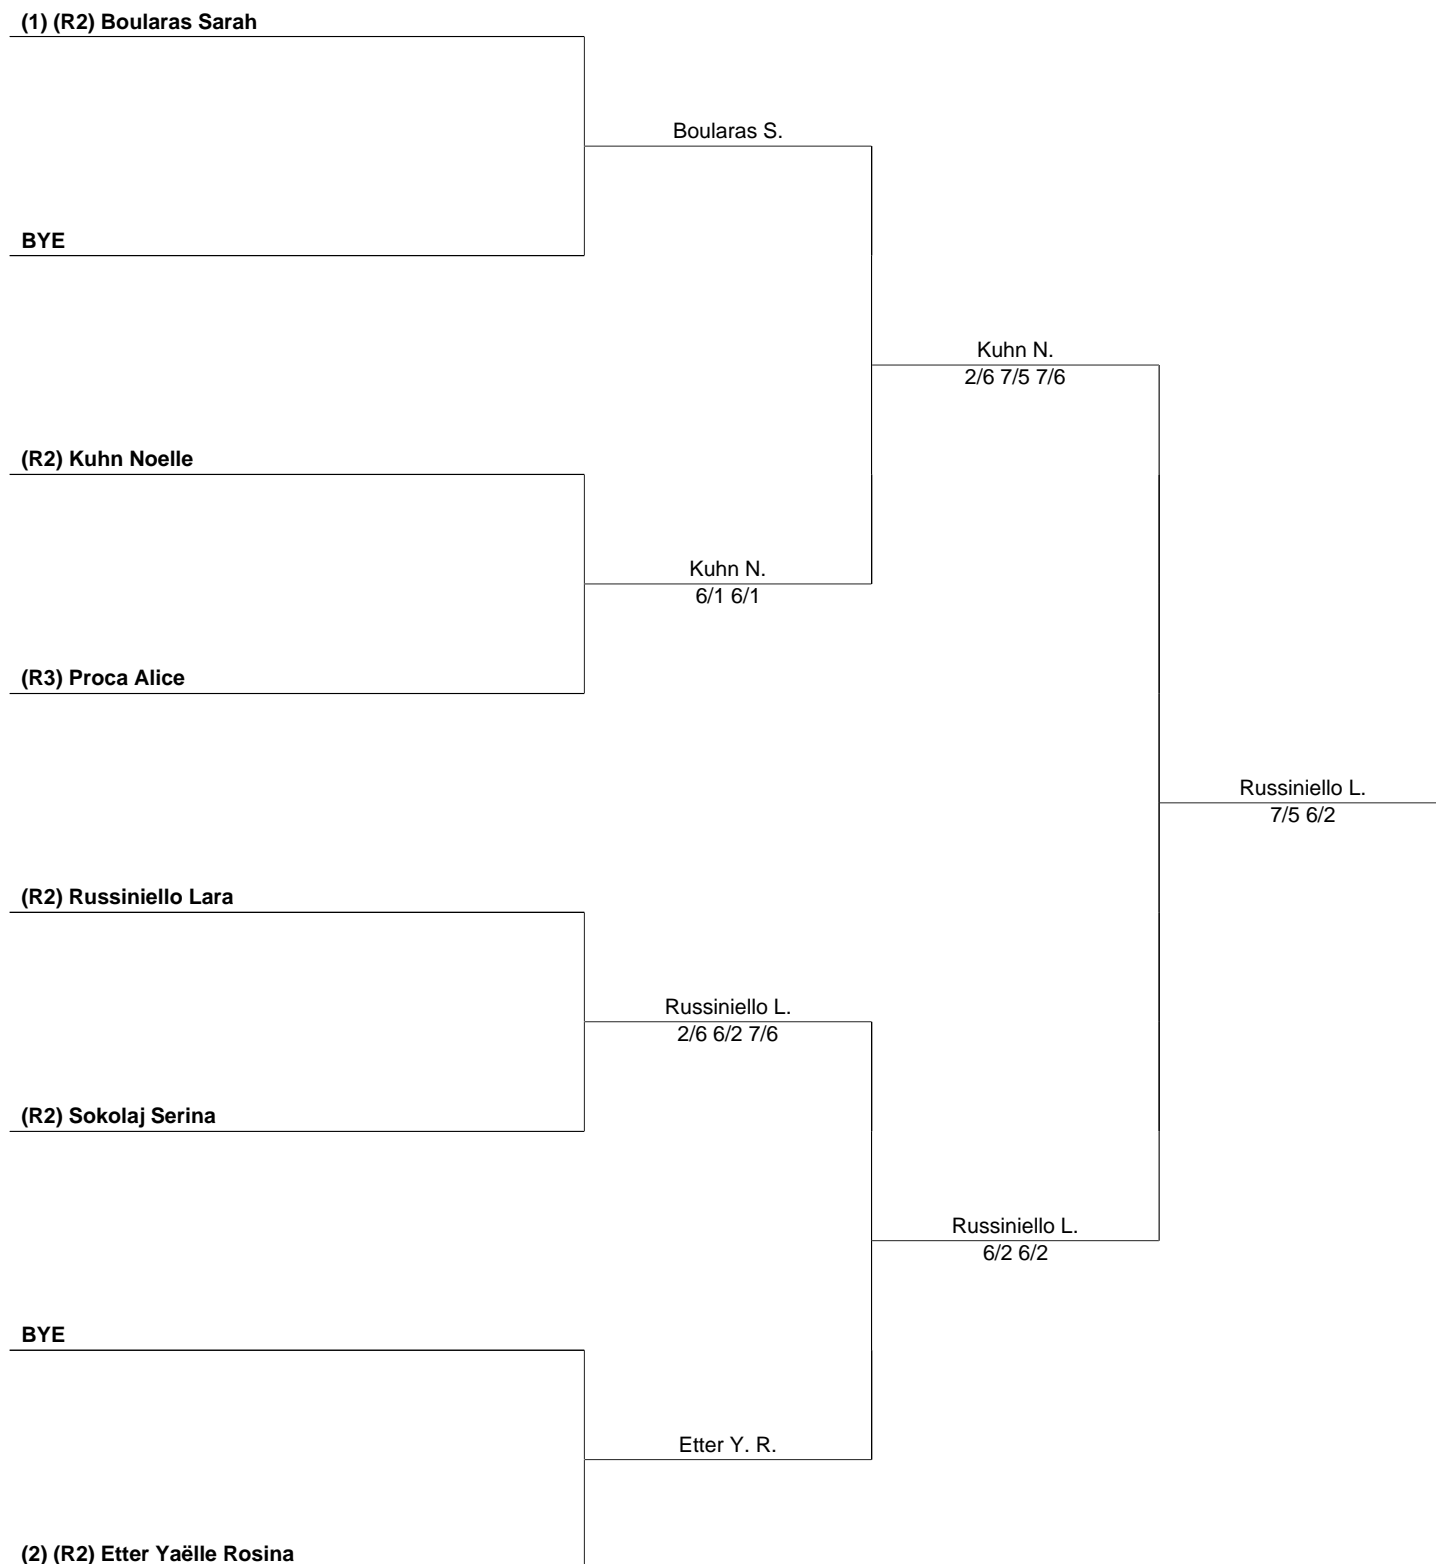 (1) (R2) Boularas Sarah
Boularas S.
BYE
Kuhn N.
2/6 7/5 7/6
(R2) Kuhn Noelle
Kuhn N.
6/1 6/1
(R3) Proca Alice
Russiniello L.
7/5 6/2
(R2) Russiniello Lara
Russiniello L.
2/6 6/2 7/6
(R2) Sokolaj Serina
Russiniello L.
6/2 6/2
BYE
Etter Y. R.
(2) (R2) Etter Yaëlle Rosina